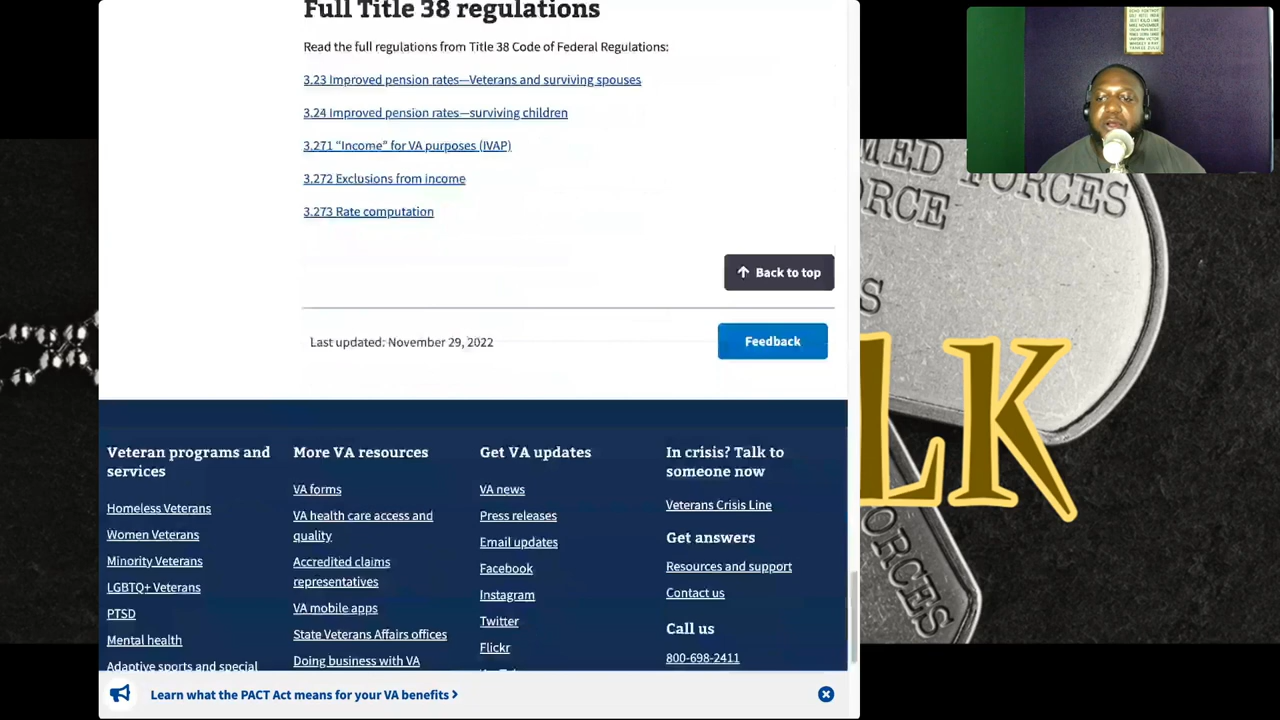 Full Title 38 regulations
Read the full regulations from Title 38 Code of Federal Regulations:
3.23 Improved pension rates—Veterans and surviving spouses
3.24 Improved pension rates—surviving children
3.271 “Income” for VA purposes (IVAP)
3.272 Exclusions from income
3.273 Rate computation
Back to top
Last updated: November 29, 2022
Feedback
Veteran programs and
services
Homeless Veterans
Women Veterans
Minority Veterans
LGBTQ+ Veterans
PTSD
Mental health
Adaptive sports and special
More VA resources
VA forms
VA health care access and
quality
Accredited claims
representatives
VA mobile apps
State Veterans Affairs offices
Doing business with VA
Get VA updates
VA news
Press releases
Email updates
Facebook
Instagram
Twitter
Flickr
In crisis? Talk to
someone now
Veterans Crisis Line
Get answers
Resources and support
Contact us
Call us
800-698-2411
Learn what the PACT Act means for your VA benefits
MED FORCES
ORCE
S
LK
FORCES